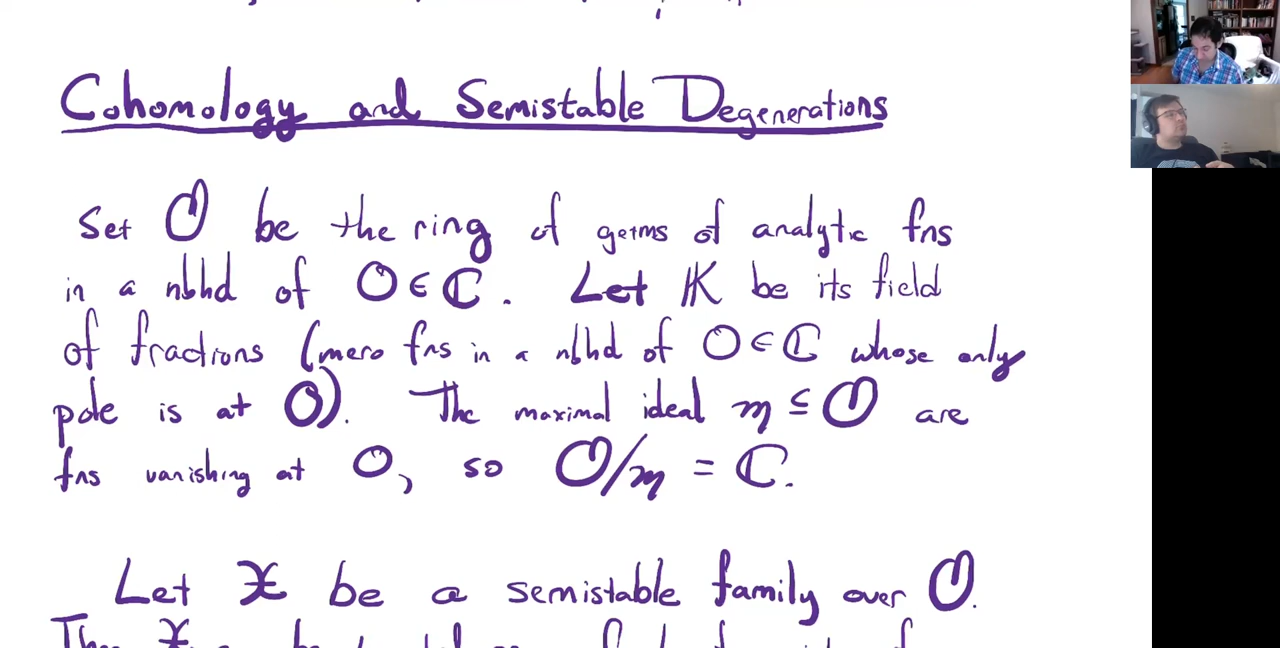 Cohomology and Semistable Degenerations
Set O be the ring of germs of analytic fns
in a nbhd of 0 ∈ ℂ. Let 𝕂 be its field
of fractions (mero fns in a nbhd of 0 ∈ ℂ whose only
pole is at 0). The maximal ideal m ⊆ O are
fns vanishing at 0, so O/m = ℂ.
Let X be a semistable family over O.